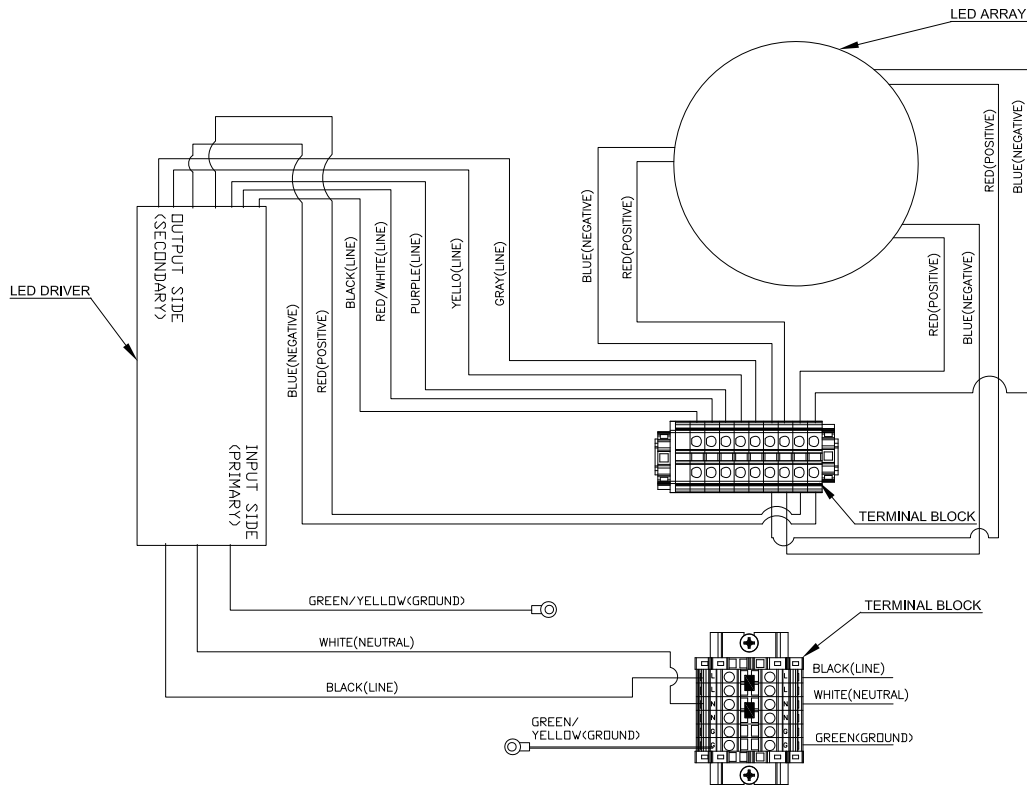 LED ARRAY
RED(POSITIVE)
BLUE(NEGATIVE)
BLUE(NEGATIVE)
RED(POSITIVE)
RED(POSITIVE)
BLUE(NEGATIVE)
OUTPUT SIDE
(SECONDARY)
LED DRIVER
INPUT SIDE
(PRIMARY)
BLUE(NEGATIVE)
RED(POSITIVE)
BLACK(LINE)
RED/WHITE(LINE)
PURPLE(LINE)
YELLO(LINE)
GRAY(LINE)
TERMINAL BLOCK
GREEN/YELLOW(GROUND)
WHITE(NEUTRAL)
BLACK(LINE)
GREEN/
YELLOW(GROUND)
TERMINAL BLOCK
BLACK(LINE)
WHITE(NEUTRAL)
GREEN(GROUND)
L L
L L
N N
N N
G G
G G